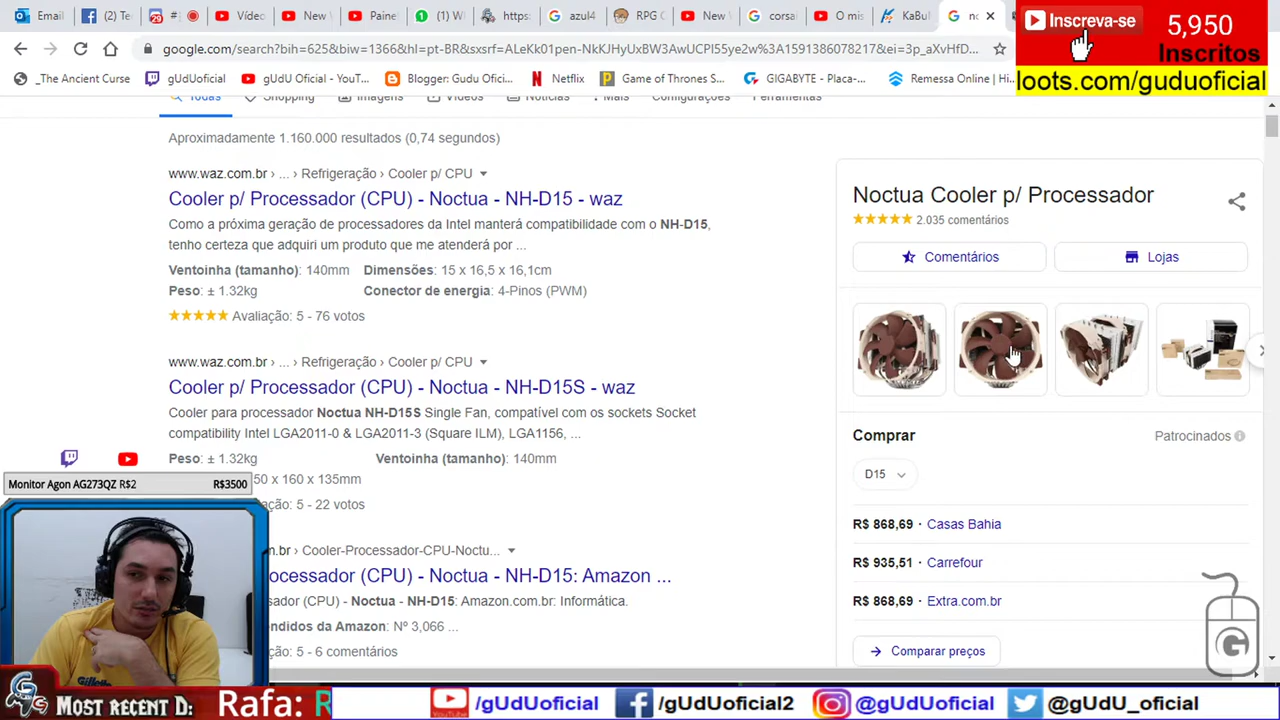 Email
(2) Te
29
#
Vídeo
New \
Paine
(1) W
https:
azul4
RPG C
New V
corsa
O mis
KaBul
nc
Inscreva-se
5,950
Inscritos
loots.com/guduoficial
google.com/search?bih=625&biw=1366&hl=pt-BR&sxsrf=ALeKk01pen-NkKJHyUxBW3AwUCPI55ye2w%3A1591386078217&ei=3p_aXvHfD...
_The Ancient Curse
gUdUoficial
gUdU Oficial - YouT...
Blogger: Gudu Ofici...
Netflix
Game of Thrones S...
GIGABYTE - Placa-...
Remessa Online | Hi...
Todas
Shopping
Imagens
Vídeos
Notícias
Mais
Configurações
Ferramentas
Aproximadamente 1.160.000 resultados (0,74 segundos)
www.waz.com.br › ... › Refrigeração › Cooler p/ CPU
Cooler p/ Processador (CPU) - Noctua - NH-D15 - waz
Como a próxima geração de processadores da Intel manterá compatibilidade com o NH-D15,
tenho certeza que adquiri um produto que me atenderá por ...
Ventoinha (tamanho): 140mm Dimensões: 15 x 16,5 x 16,1cm
Peso: ± 1.32kg Conector de energia: 4-Pinos (PWM)
Avaliação: 5 - 76 votos
www.waz.com.br › ... › Refrigeração › Cooler p/ CPU
Cooler p/ Processador (CPU) - Noctua - NH-D15S - waz
Cooler para processador Noctua NH-D15S Single Fan, compatível com os sockets Socket
compatibility Intel LGA2011-0 & LGA2011-3 (Square ILM), LGA1156, ...
Peso: ± 1.32kg Ventoinha (tamanho): 140mm
50 x 160 x 135mm
ação: 5 - 22 votos
n.br › Cooler-Processador-CPU-Noctu...
ocessador (CPU) - Noctua - NH-D15: Amazon ...
sador (CPU) - Noctua - NH-D15: Amazon.com.br: Informática.
endidos da Amazon: Nº 3,066 ...
5 - 6 comentários
Noctua Cooler p/ Processador
2.035 comentários
Comentários
Lojas
Comprar
Patrocinados
D15
R$ 868,69 · Casas Bahia
R$ 935,51 · Carrefour
R$ 868,69 · Extra.com.br
Comparar preços
Monitor Agon AG273QZ R$2 R$3500
Gillette
G
Most recent D:
Rafa: R
/gUdUoficial
/gUdUoficial2
@gUdUoficial
@gUdU_oficial